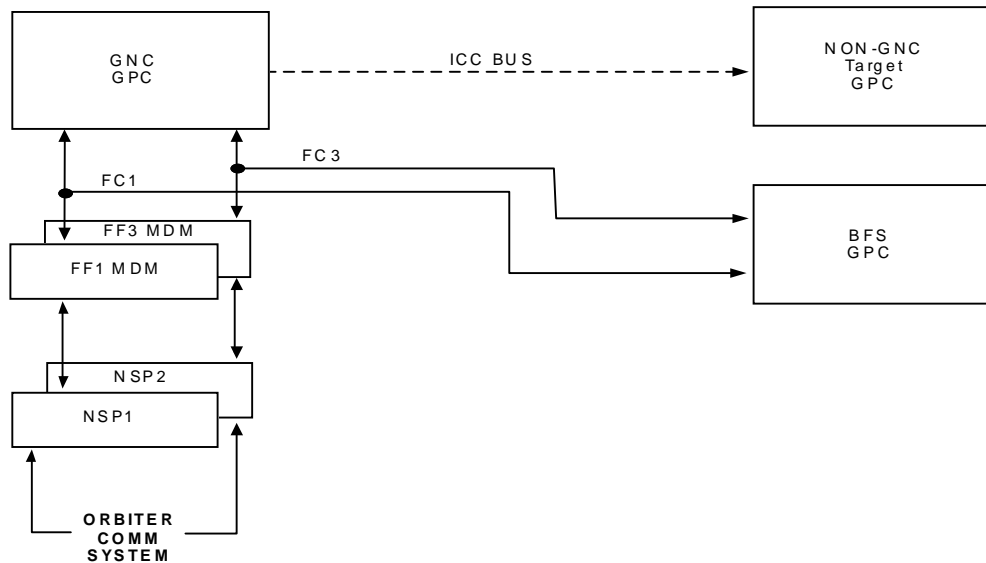 GNC
GPC
ICC BUS
NON-GNC
Target
GPC
FC3
FC1
FF3 MDM
FF1 MDM
BFS
GPC
NSP2
NSP1
ORBITER
COMM
SYSTEM